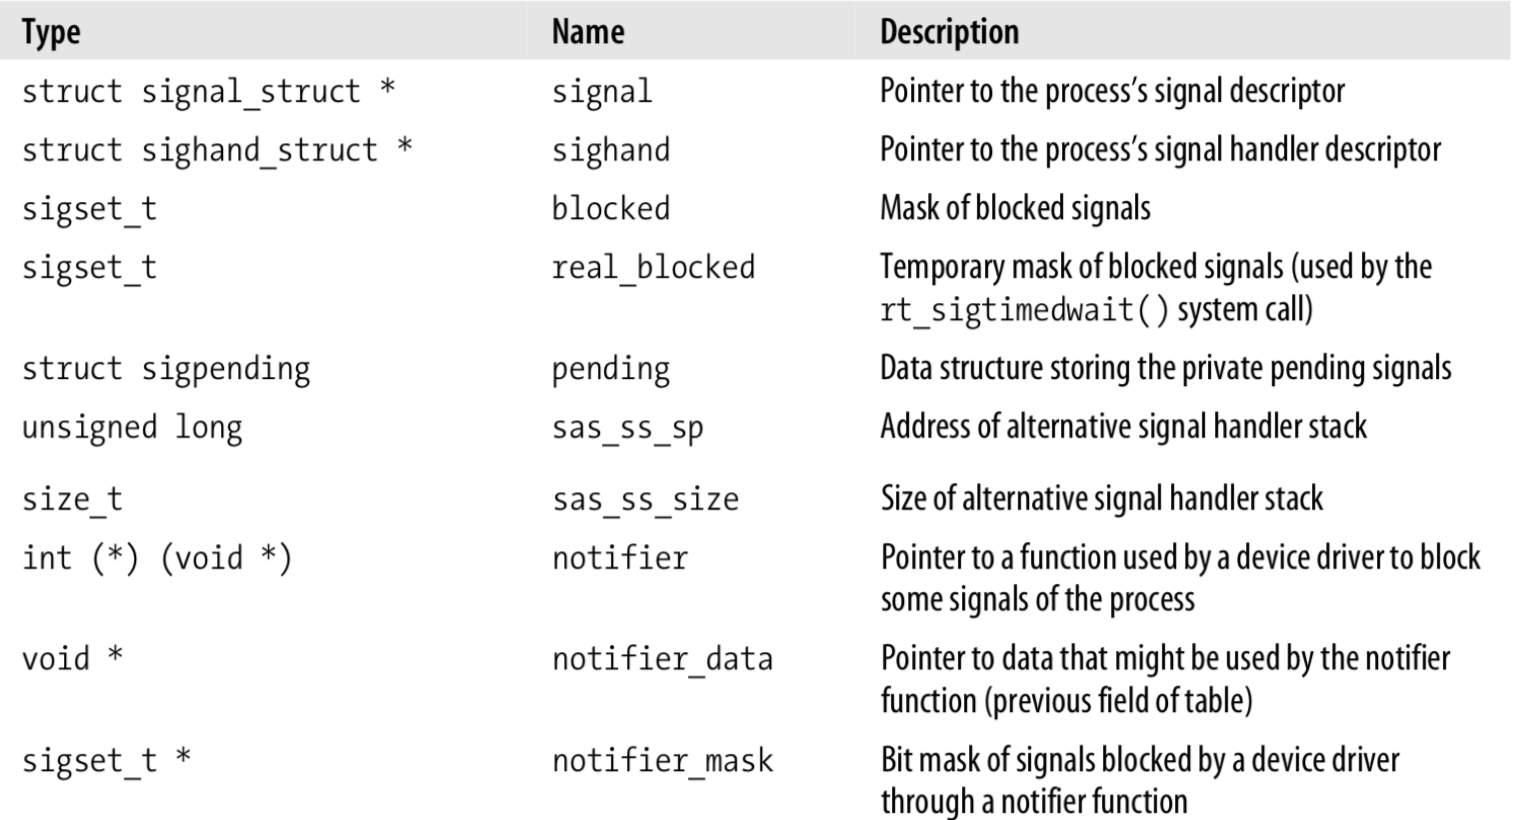 Type Name Description
struct signal_struct * signal Pointer to the process’s signal descriptor
struct sighand_struct * sighand Pointer to the process’s signal handler descriptor
sigset_t blocked Mask of blocked signals
sigset_t real_blocked Temporary mask of blocked signals (used by the
rt_sigtimedwait() system call)
struct sigpending pending Data structure storing the private pending signals
unsigned long sas_ss_sp Address of alternative signal handler stack
size_t sas_ss_size Size of alternative signal handler stack
int (*) (void *) notifier Pointer to a function used by a device driver to block
some signals of the process
void * notifier_data Pointer to data that might be used by the notifier
function (previous field of table)
sigset_t * notifier_mask Bit mask of signals blocked by a device driver
through a notifier function